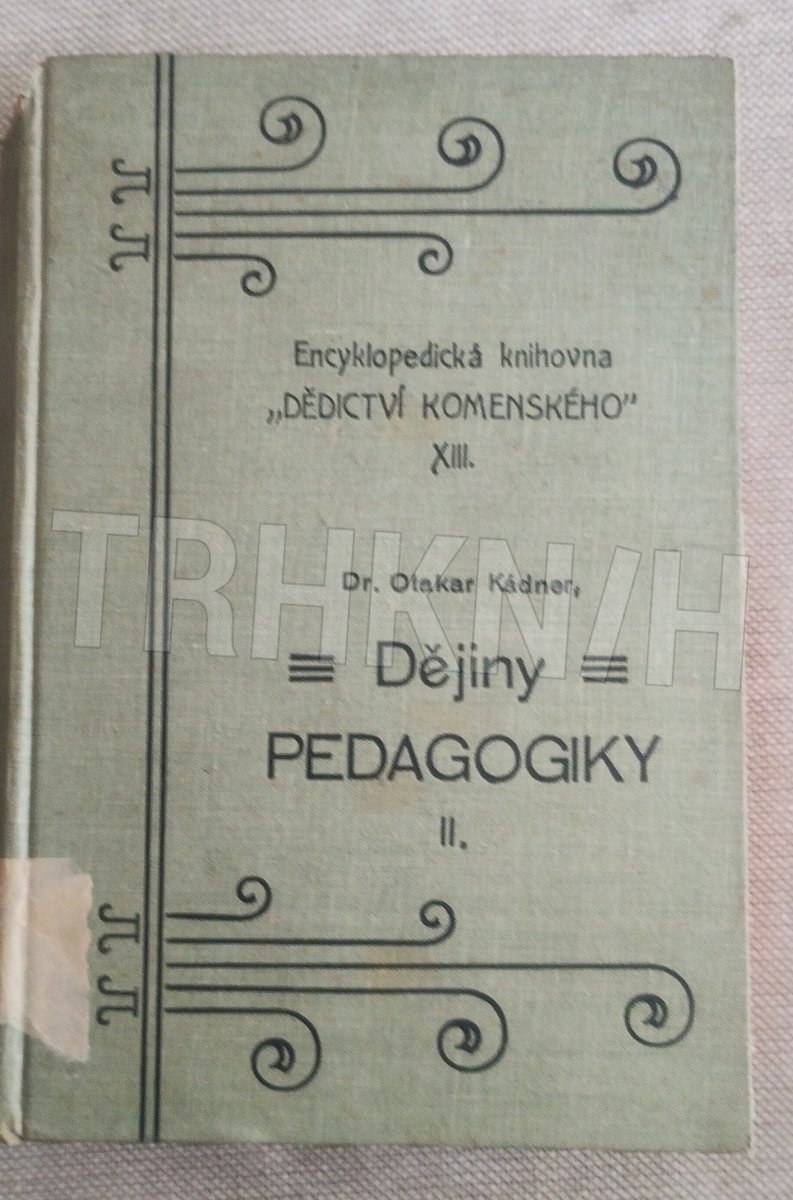 Encyklopedická knihovna
„DĚDICTVÍ KOMENSKÉHO”
XIII.
Dr. Otakar Kádner,
Dějiny
PEDAGOGIKY
II.
TRHKNIH